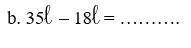 b. 35ℓ – 18ℓ = ……….